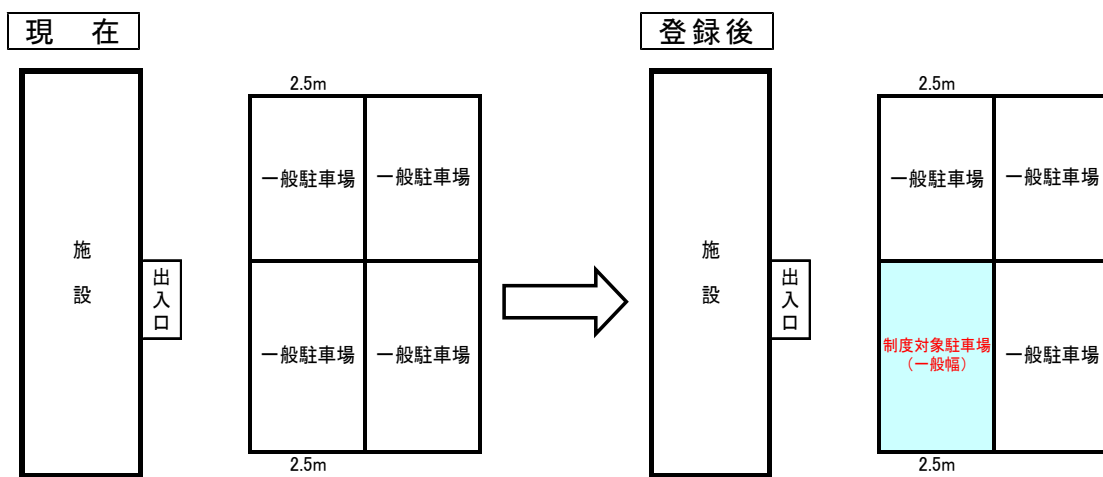 現 在
2.5m
一般駐車場
一般駐車場
施
設
出
入
口
一般駐車場
一般駐車場
2.5m
登録後
2.5m
一般駐車場
一般駐車場
施
設
出
入
口
制度対象駐車場
（一般幅）
一般駐車場
2.5m